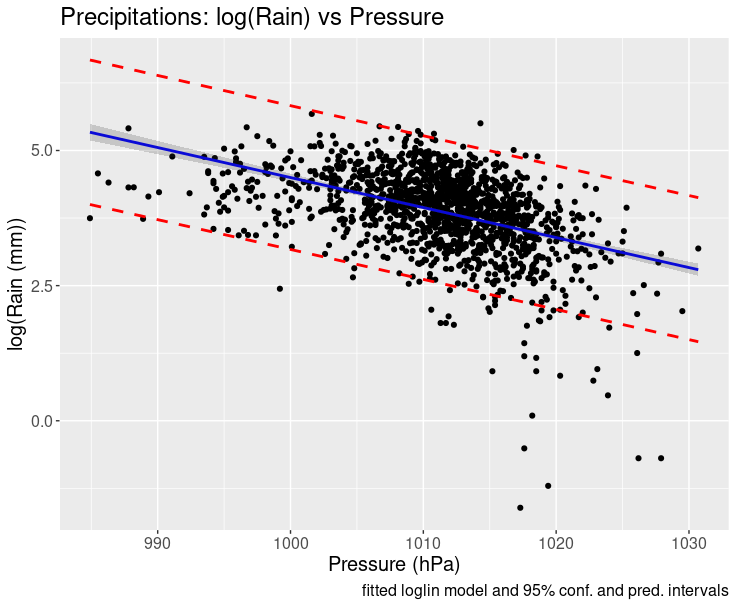 Precipitations: log(Rain) vs Pressure
log(Rain (mm))
5.0
2.5
0.0
990
1000
1010
1020
1030
Pressure (hPa)
fitted loglin model and 95% conf. and pred. intervals